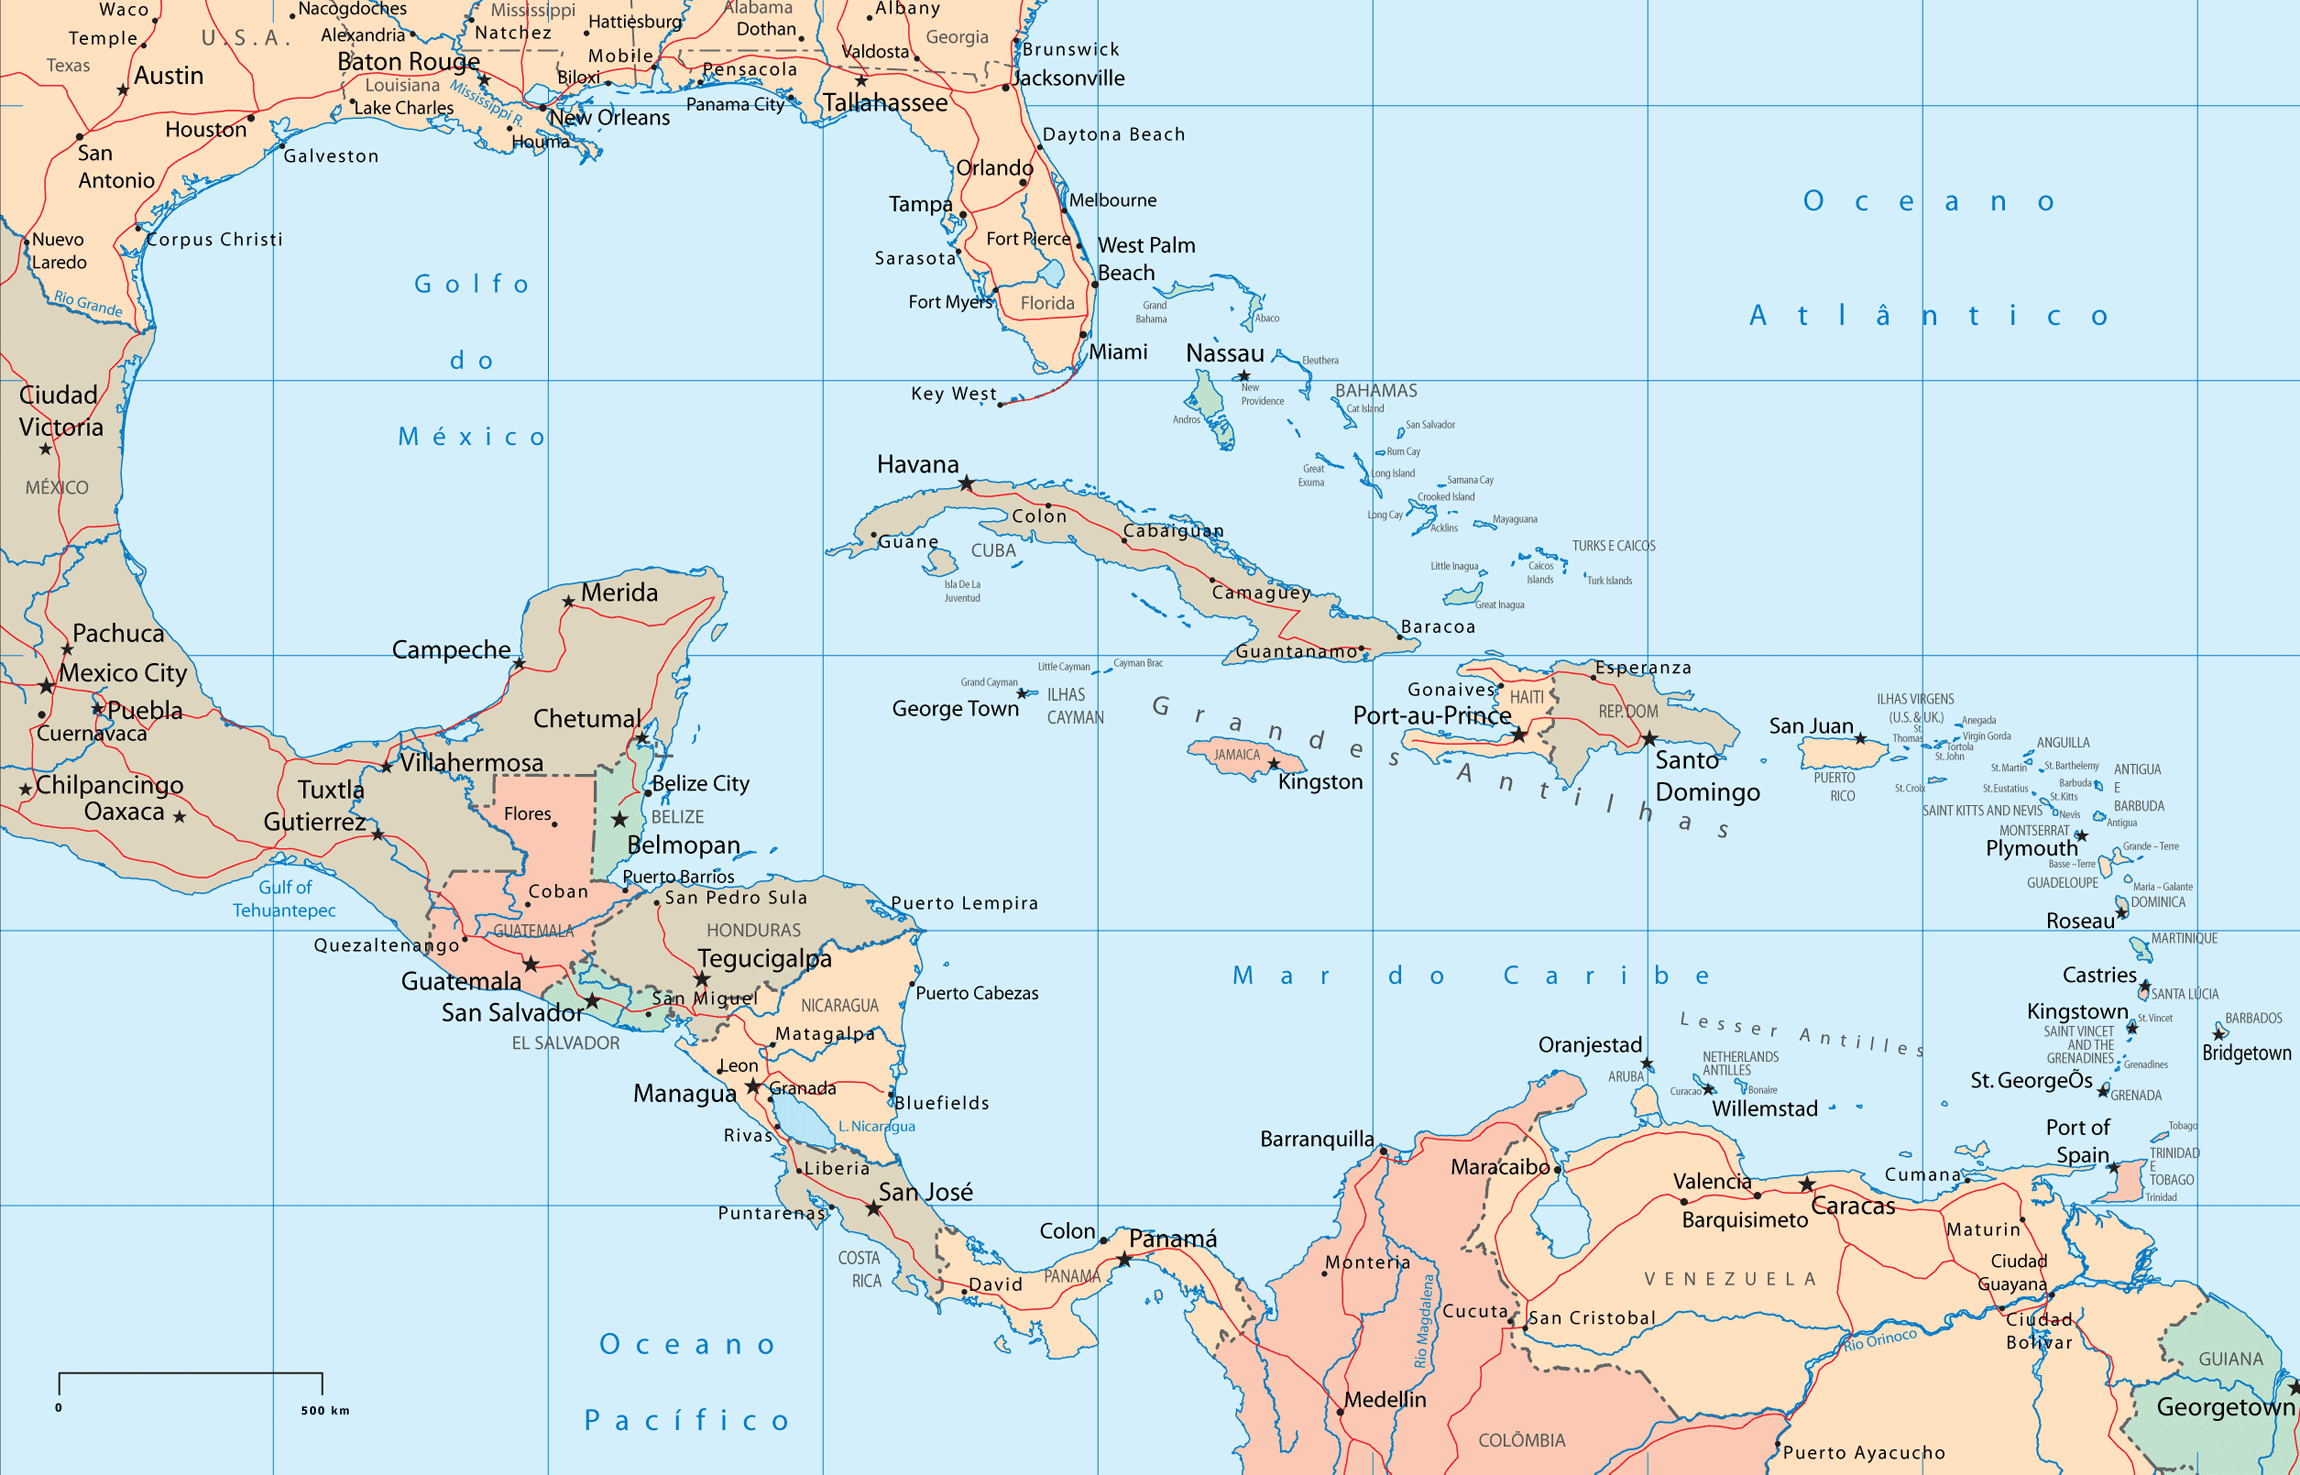 Waco
Nacogdoches
Mississippi
Alabama
Albany
Temple
U.S.A.
Alexandria
Natchez
Hattiesburg
Dothan
Georgia
Texas
Austin
Baton Rouge
Mobile
Valdosta
Brunswick
Louisiana
Biloxi
Pensacola
Jacksonville
Mississippi R.
Lake Charles
Panama City
Tallahassee
Houston
New Orleans
Houma
Daytona Beach
San
Antonio
Galveston
Orlando
Tampa
Melbourne
Oceano
Atlântico
Nuevo
Laredo
Corpus Christi
Fort Pierce
West Palm
Beach
Sarasota
Rio Grande
Golfo
do
México
Fort Myers
Florida
Grand
Bahama
Abaco
Miami
Nassau
Eleuthera
Key West
New
Providence
BAHAMAS
Cat Island
Andros
San Salvador
Ciudad
Victoria
MÉXICO
Rum Cay
Great
Exuma
Long Island
Samana Cay
Crooked Island
Long Cay
Acklins
Mayaguana
Havana
Colon
Cabaiguan
Guane
CUBA
Isla De La
Juventud
TURKS E CAICOS
Little Inagua
Caicos
Islands
Turk Islands
Great Inagua
Camaguey
Merida
Baracoa
Guantanamo
Pachuca
Campeche
Mexico City
Puebla
Cuernavaca
Little Cayman
Cayman Brac
Grand Cayman
ILHAS
CAYMAN
George Town
Esperanza
Gonaives
HAITI
REP.DOM
Port-au-Prince
Grandes Antilhas
Chetumal
JAMAICA
Kingston
Santo
Domingo
San Juan
PUERTO
RICO
ILHAS VIRGENS
(U.S. & UK.)
St.
Thomas
Anegada
Virgin Gorda
Tortola
St. John
St. Croix
ANGUILLA
St. Martin
St. Barthelemy
ANTIGUA
E
BARBUDA
Barbuda
St. Eustatius
St. Kitts
SAINT KITTS AND NEVIS
Nevis
Antigua
MONTSERRAT
Plymouth
Grande – Terre
Basse –Terre
GUADELOUPE
Maria – Galante
DOMINICA
Roseau
MARTINIQUE
Castries
SANTA LÚCIA
Kingstown
St. Vincet
SAINT VINCET
AND THE
GRENADINES
Grenadines
BARBADOS
Bridgetown
St. GeorgeÕs
GRENADA
Chilpancingo
Oaxaca
Tuxtla
Gutierrez
Villahermosa
Belize City
Flores
BELIZE
Belmopan
Gulf of
Tehuantepec
Puerto Barrios
Coban
San Pedro Sula
Puerto Lempira
Quezaltenango
GUATEMALA
HONDURAS
Guatemala
Tegucigalpa
San Salvador
San Miguel
EL SALVADOR
NICARAGUA
Puerto Cabezas
Mar do Caribe
Lesser Antilles
Matagalpa
Leon
Managua
Granada
Bluefields
Rivas
L. Nicaragua
Oranjestad
ARUBA
NETHERLANDS
ANTILLES
Curacao
Bonaire
Willemstad
Port of
Spain
Tobago
TRINIDAD
E
TOBAGO
Trinidad
Liberia
San José
Puntarenas
COSTA
RICA
Colon
Panamá
PANAMÁ
David
Barranquilla
Maracaibo
Valencia
Barquisimeto
Caracas
Cumana
Maturin
Ciudad
Guayana
Monteria
Rio Magdalena
VENEZUELA
Cucuta
San Cristobal
Rio Orinoco
Ciudad
Bolivar
Oceano
Pacífico
0
500 km
Medellin
COLÕMBIA
Puerto Ayacucho
GUIANA
Georgetown